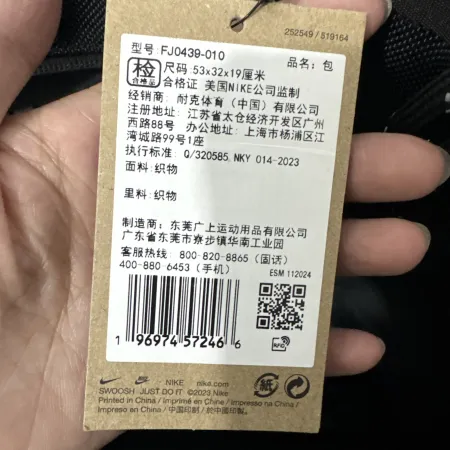 252549 / 819164
型号: FJ0439-010 品名: 包
检 合格品 尺码: 53x32x19厘米
合格证 美国NIKE公司监制
经销商: 耐克体育(中国)有限公司
注册地址: 江苏省太仓经济开发区广州
西路88号 办公地址: 上海市杨浦区江
湾城路99号1座
执行标准: Q/320585 NKY 014-2023
面料: 织物
里料: 织物
制造商: 东莞广上运动用品有限公司
广东省东莞市寮步镇华南工业园
客服热线: 800-820-8865 (固话)
400-880 6453 (手机)
ESM 112024
1 96974 57246 6
RFID
NIKE nike.com
SWOOSH JUST DO IT ©2023 Nike
Printed in China / Imprimé en Chine /
Impreso en China / 中国印刷 / Impresso na China